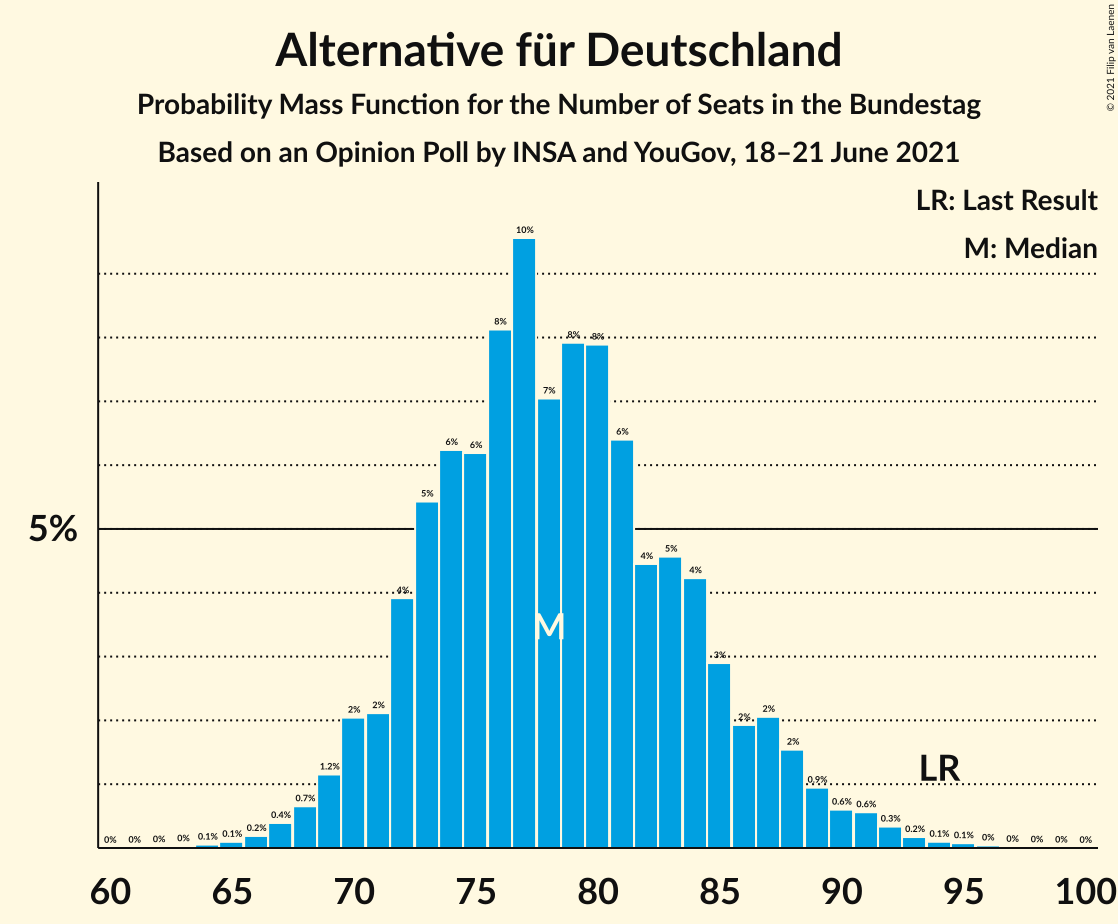 Alternative für Deutschland
Probability Mass Function for the Number of Seats in the Bundestag
Based on an Opinion Poll by INSA and YouGov, 18–21 June 2021
© 2021 Filip van Laenen
LR: Last Result
M: Median
5%
0% 0% 0% 0% 0.1% 0.1% 0.2% 0.4% 0.7% 1.2% 2% 2% 4% 5% 6% 6% 8% 10% 7% 8% 8% 6% 4% 5% 4% 3% 2% 2% 2% 0.9% 0.6% 0.6% 0.3% 0.2% 0.1% 0.1% 0% 0% 0% 0% 0%
M
LR
60 65 70 75 80 85 90 95 100